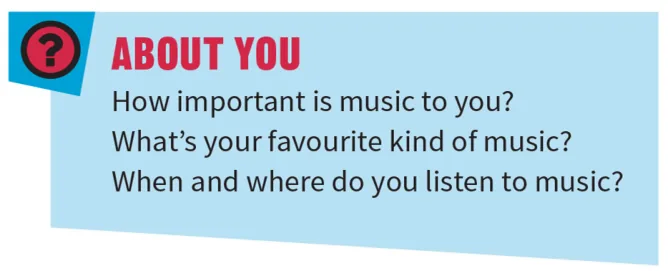 ?
ABOUT YOU
How important is music to you?
What's your favourite kind of music?
When and where do you listen to music?